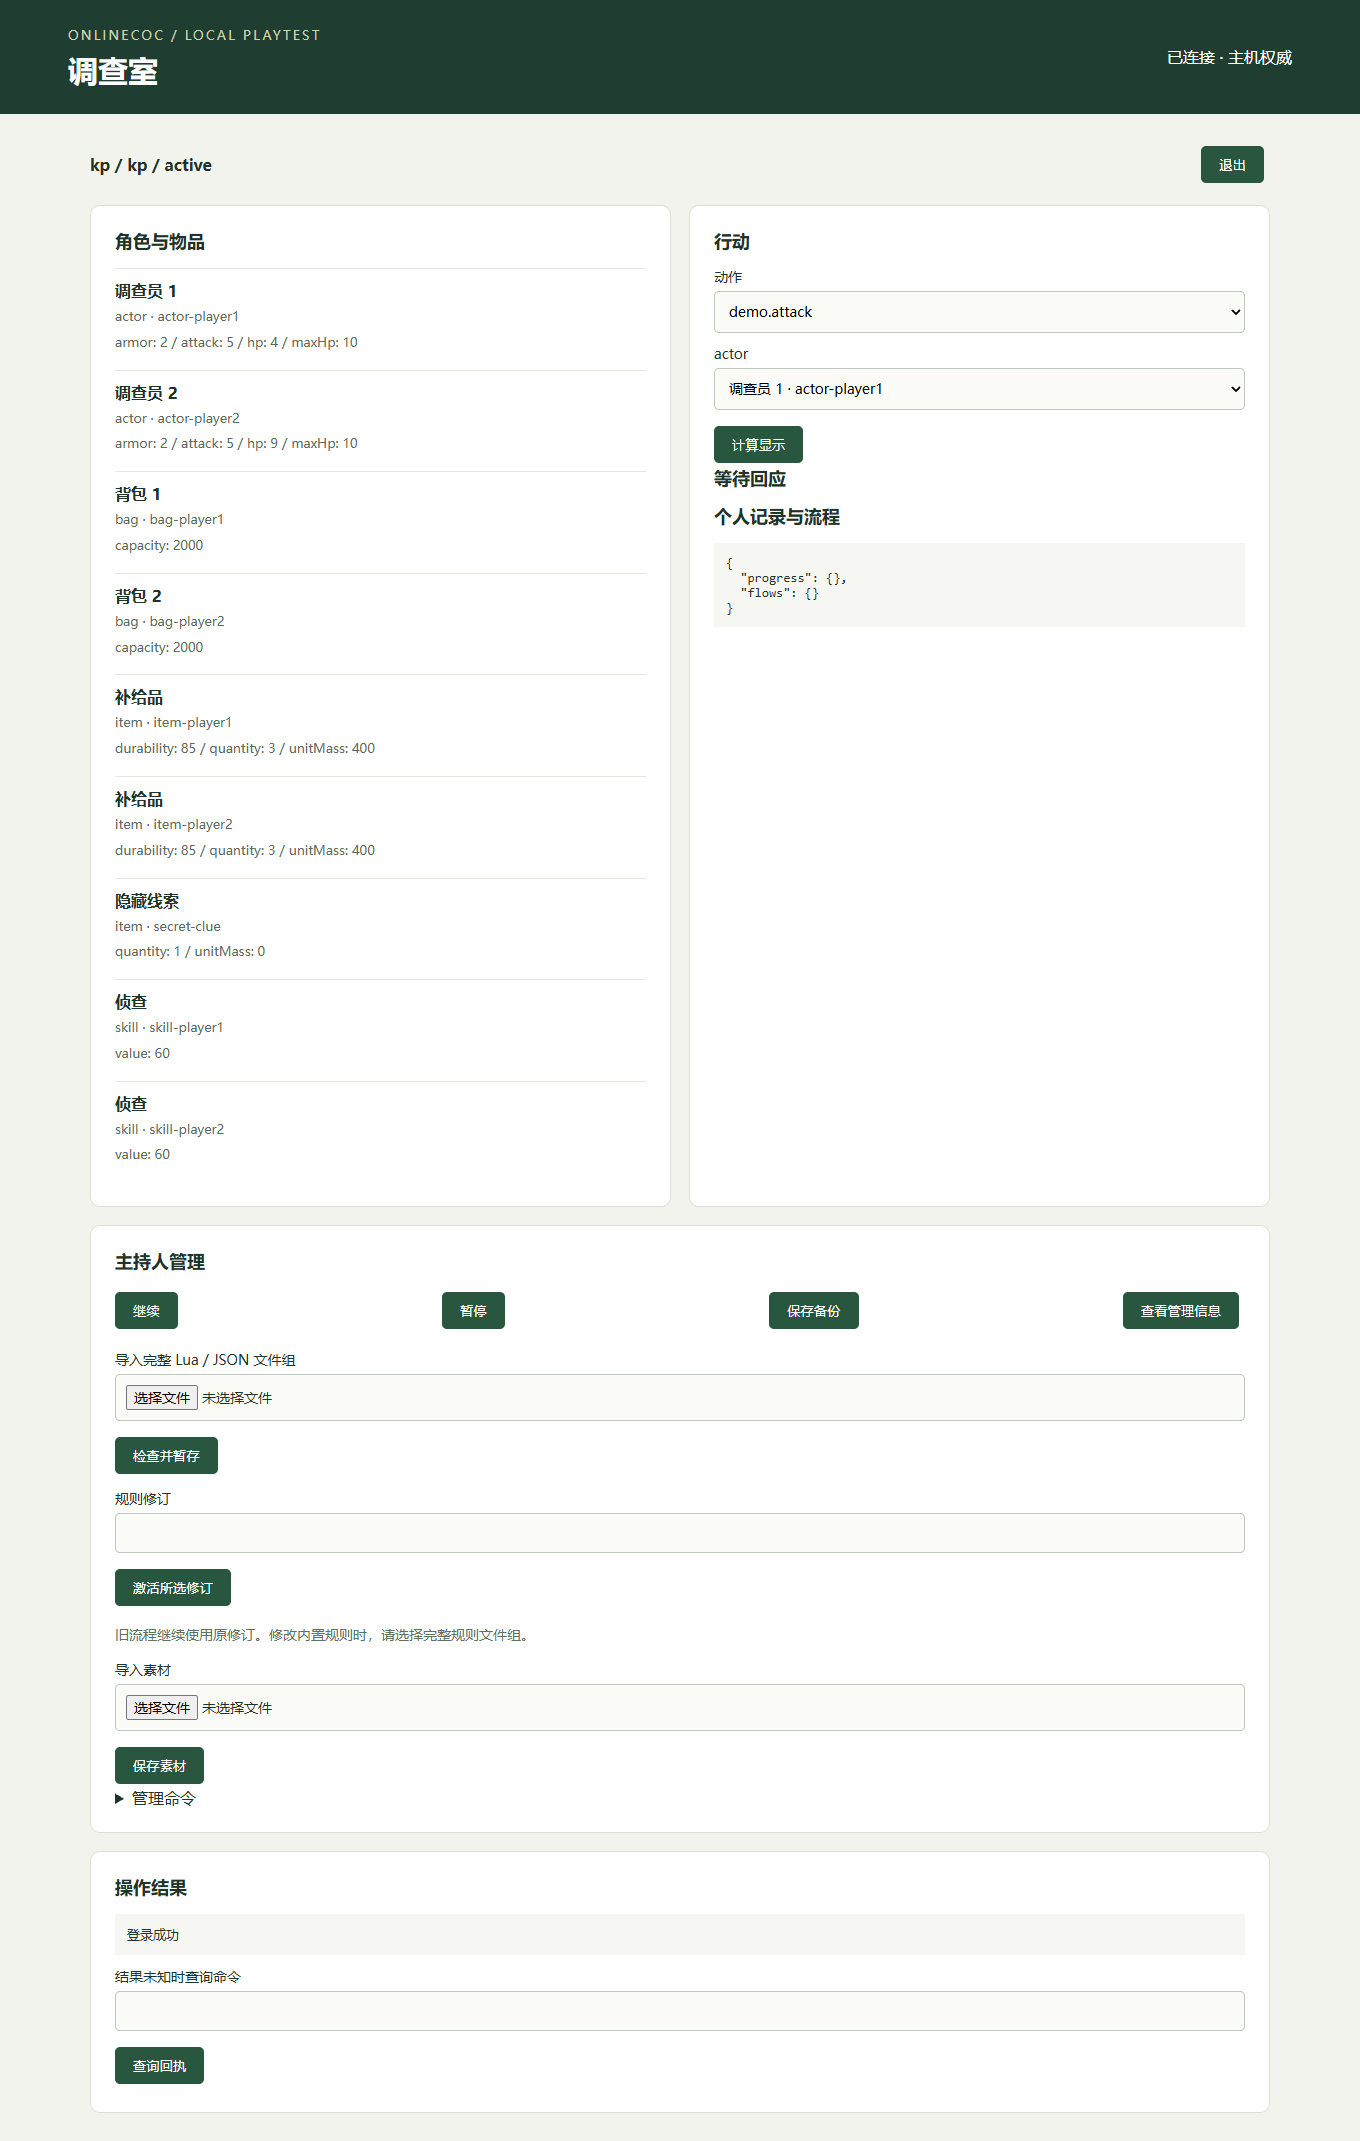 ONLINECOC / LOCAL PLAYTEST
调查室
已连接 · 主机权威
kp / kp / active
退出
角色与物品
调查员 1
actor · actor-player1
armor: 2 / attack: 5 / hp: 4 / maxHp: 10
调查员 2
actor · actor-player2
armor: 2 / attack: 5 / hp: 9 / maxHp: 10
背包 1
bag · bag-player1
capacity: 2000
背包 2
bag · bag-player2
capacity: 2000
补给品
item · item-player1
durability: 85 / quantity: 3 / unitMass: 400
补给品
item · item-player2
durability: 85 / quantity: 3 / unitMass: 400
隐藏线索
item · secret-clue
quantity: 1 / unitMass: 0
侦查
skill · skill-player1
value: 60
侦查
skill · skill-player2
value: 60
行动
动作
demo.attack
actor
调查员 1 · actor-player1
计算显示
等待回应
个人记录与流程
{
  "progress": {},
  "flows": {}
}
主持人管理
继续
暂停
保存备份
查看管理信息
导入完整 Lua / JSON 文件组
选择文件 未选择文件
检查并暂存
规则修订
激活所选修订
旧流程继续使用原修订。修改内置规则时，请选择完整规则文件组。
导入素材
选择文件 未选择文件
保存素材
▶ 管理命令
操作结果
登录成功
结果未知时查询命令
查询回执